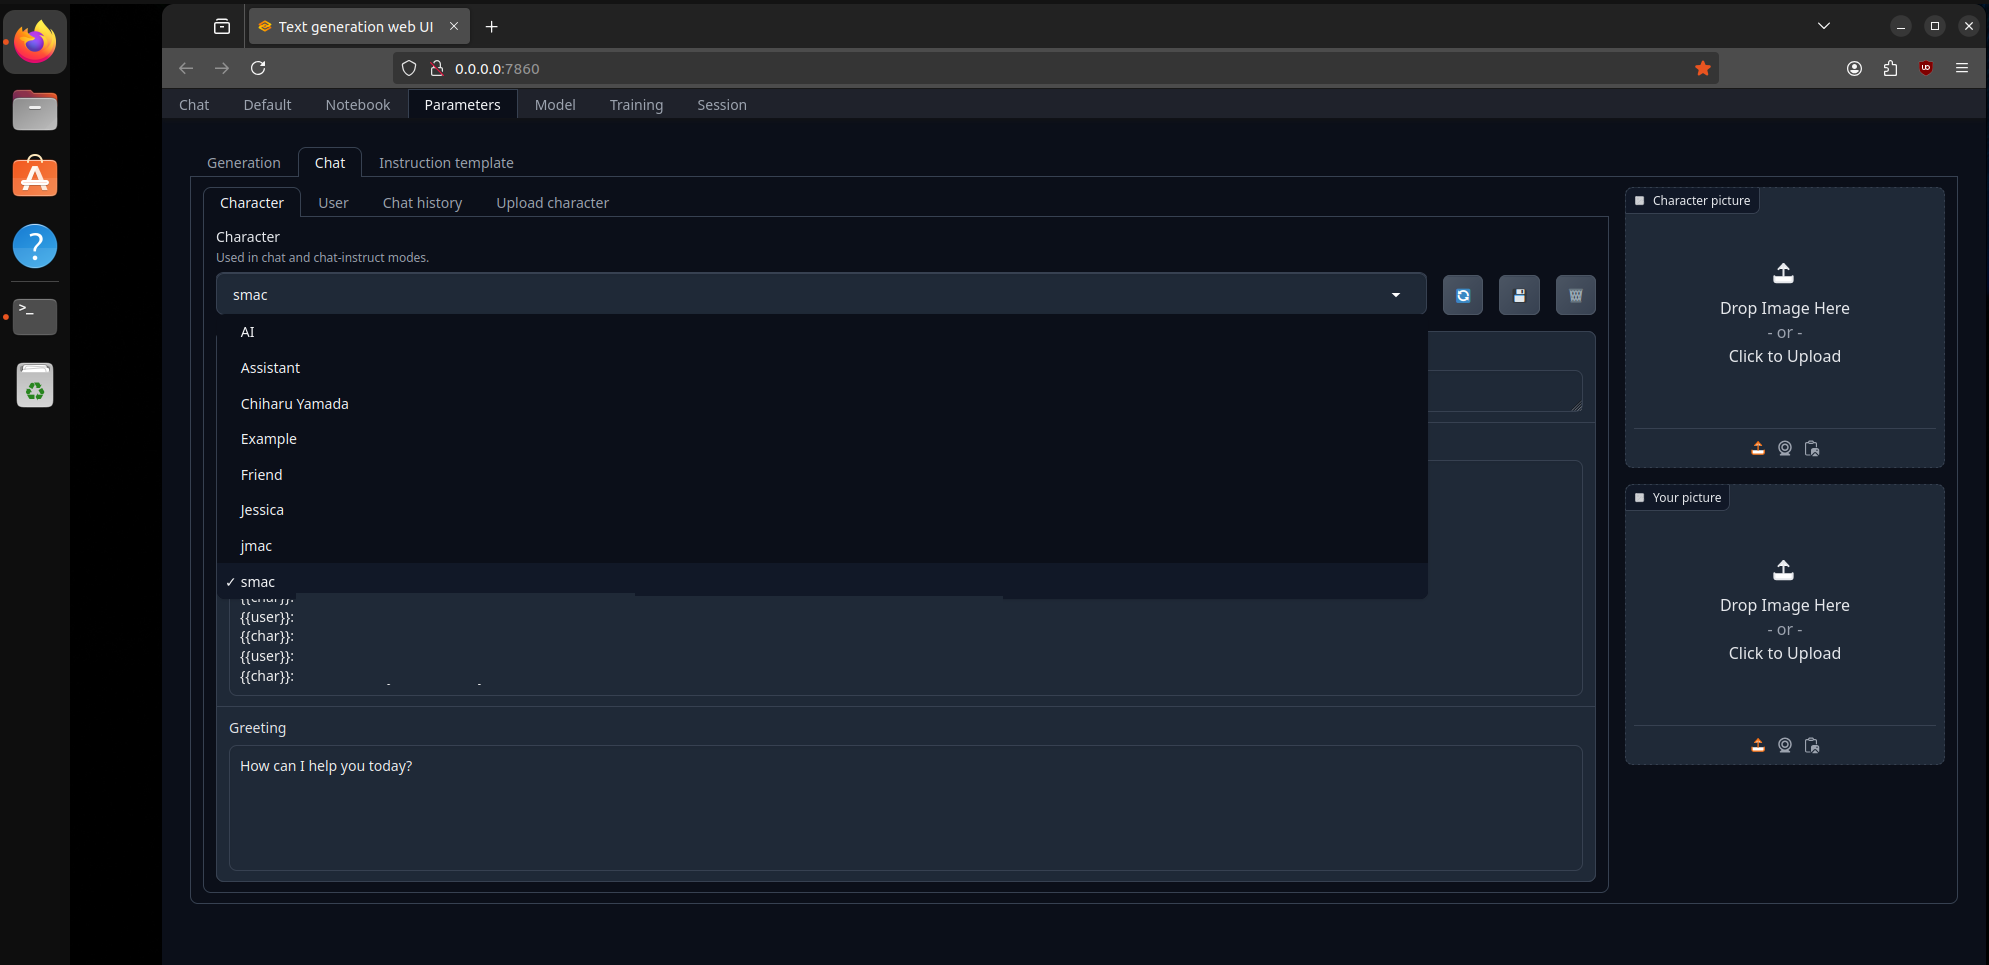 Text generation web UI
0.0.0.0:7860
Chat Default Notebook Parameters Model Training Session
Generation Chat Instruction template
Character User Chat history Upload character
Character
Used in chat and chat-instruct modes.
smac
AI
Assistant
Chiharu Yamada
Example
Friend
Jessica
jmac
✓ smac
{{char}}:
{{user}}:
{{char}}:
{{user}}:
{{char}}:
Greeting
How can I help you today?
Character picture
Drop Image Here
- or -
Click to Upload
Your picture
Drop Image Here
- or -
Click to Upload